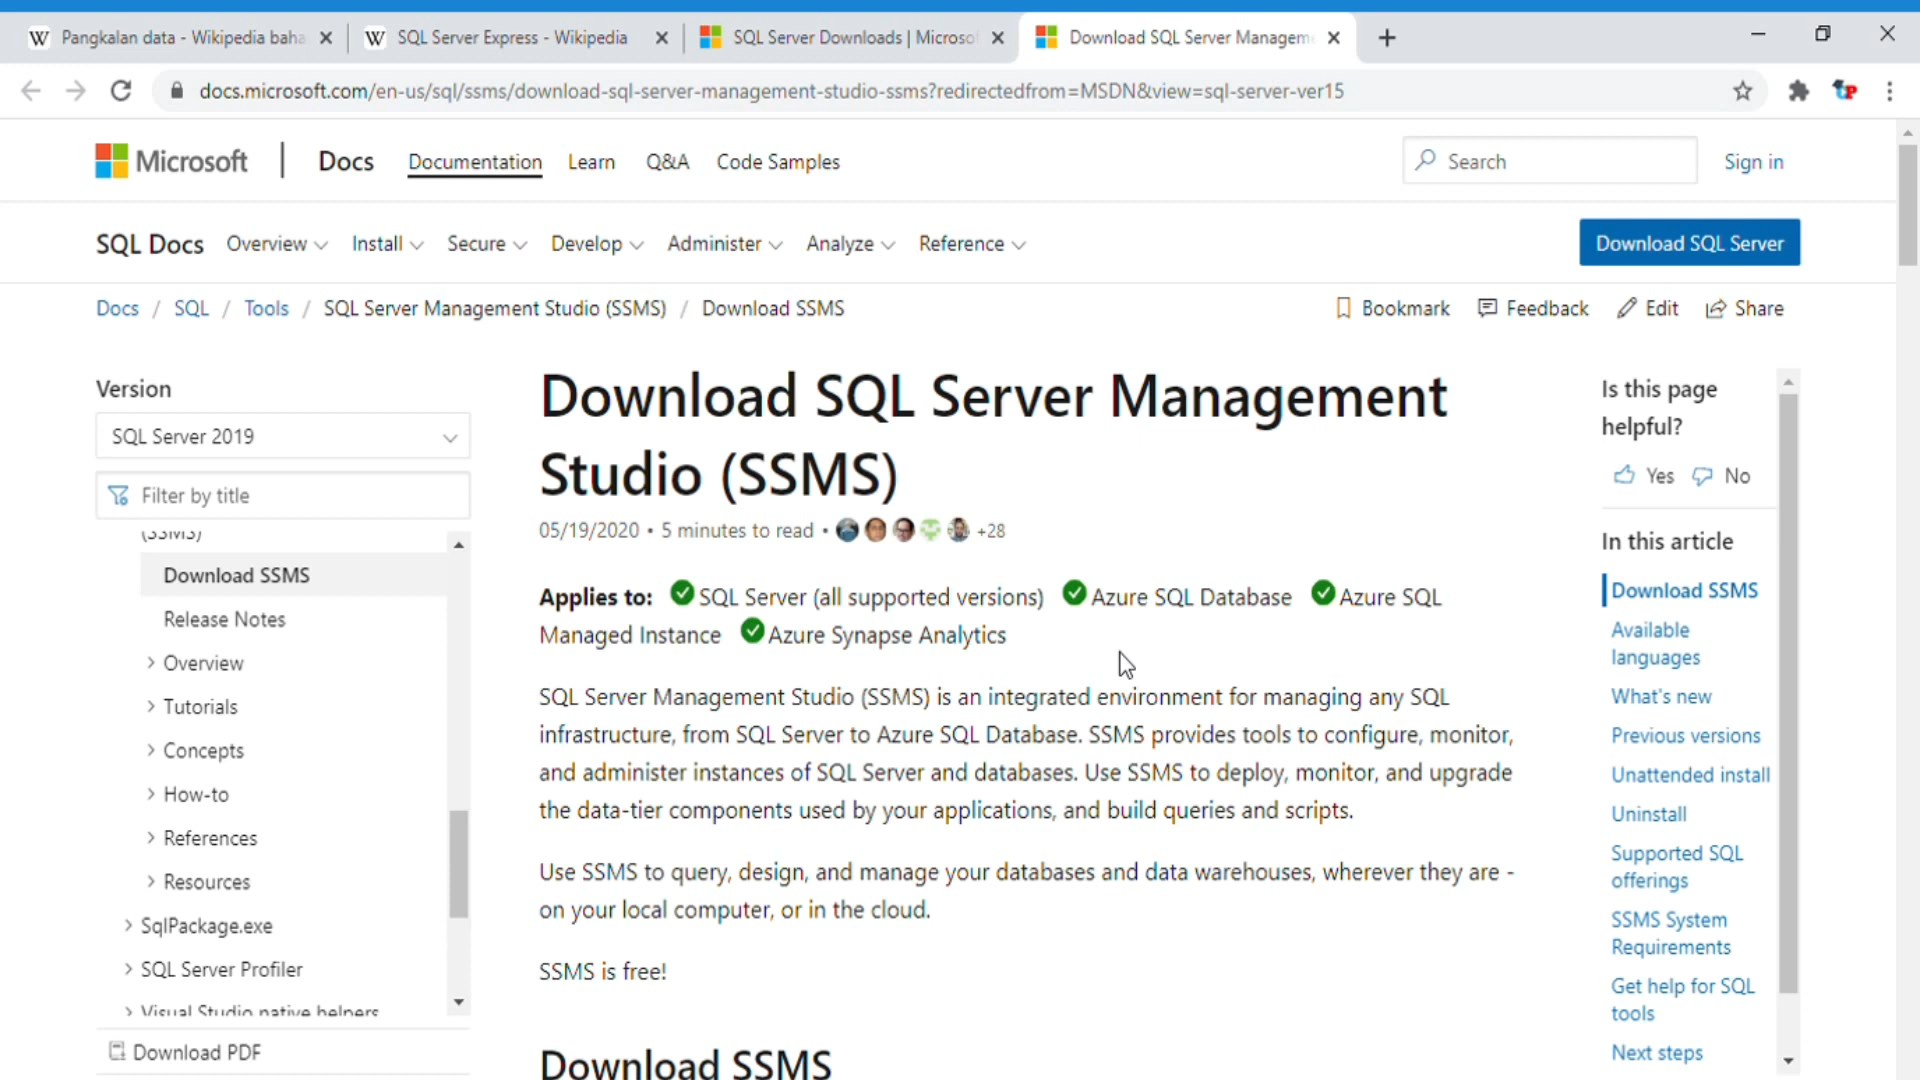 Pangkalan data - Wikipedia baha
SQL Server Express - Wikipedia
SQL Server Downloads | Microso
Download SQL Server Managem
docs.microsoft.com/en-us/sql/ssms/download-sql-server-management-studio-ssms?redirectedfrom=MSDN&view=sql-server-ver15
Microsoft
Docs
Documentation
Learn
Q&A
Code Samples
Search
Sign in
SQL Docs
Overview
Install
Secure
Develop
Administer
Analyze
Reference
Download SQL Server
Docs / SQL / Tools / SQL Server Management Studio (SSMS) / Download SSMS
Bookmark
Feedback
Edit
Share
Version
SQL Server 2019
Filter by title
(SSMS)
Download SSMS
Release Notes
Overview
Tutorials
Concepts
How-to
References
Resources
SqlPackage.exe
SQL Server Profiler
Visual Studio native helpers
Download PDF
Download SQL Server Management
Studio (SSMS)
05/19/2020 • 5 minutes to read • +28
Applies to: SQL Server (all supported versions) Azure SQL Database Azure SQL
Managed Instance Azure Synapse Analytics
SQL Server Management Studio (SSMS) is an integrated environment for managing any SQL
infrastructure, from SQL Server to Azure SQL Database. SSMS provides tools to configure, monitor,
and administer instances of SQL Server and databases. Use SSMS to deploy, monitor, and upgrade
the data-tier components used by your applications, and build queries and scripts.
Use SSMS to query, design, and manage your databases and data warehouses, wherever they are -
on your local computer, or in the cloud.
SSMS is free!
Download SSMS
Is this page
helpful?
Yes
No
In this article
Download SSMS
Available
languages
What's new
Previous versions
Unattended install
Uninstall
Supported SQL
offerings
SSMS System
Requirements
Get help for SQL
tools
Next steps